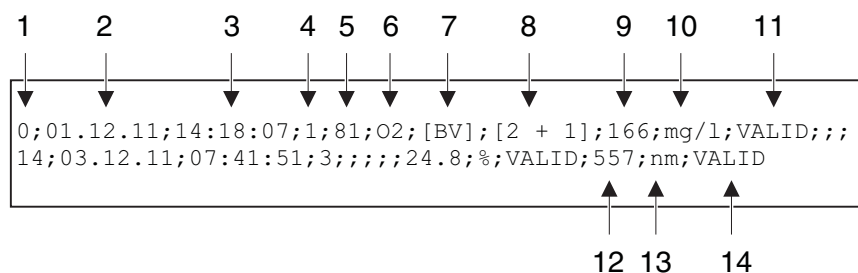 1 2 3 4 5 6 7 8 9 10 11
0;01.12.11;14:18:07;1;81;O2;[BV];[2 + 1];166;mg/l;VALID;;;
14;03.12.11;07:41:51;3;;;;;24.8;%;VALID;557;nm;VALID
12 13 14